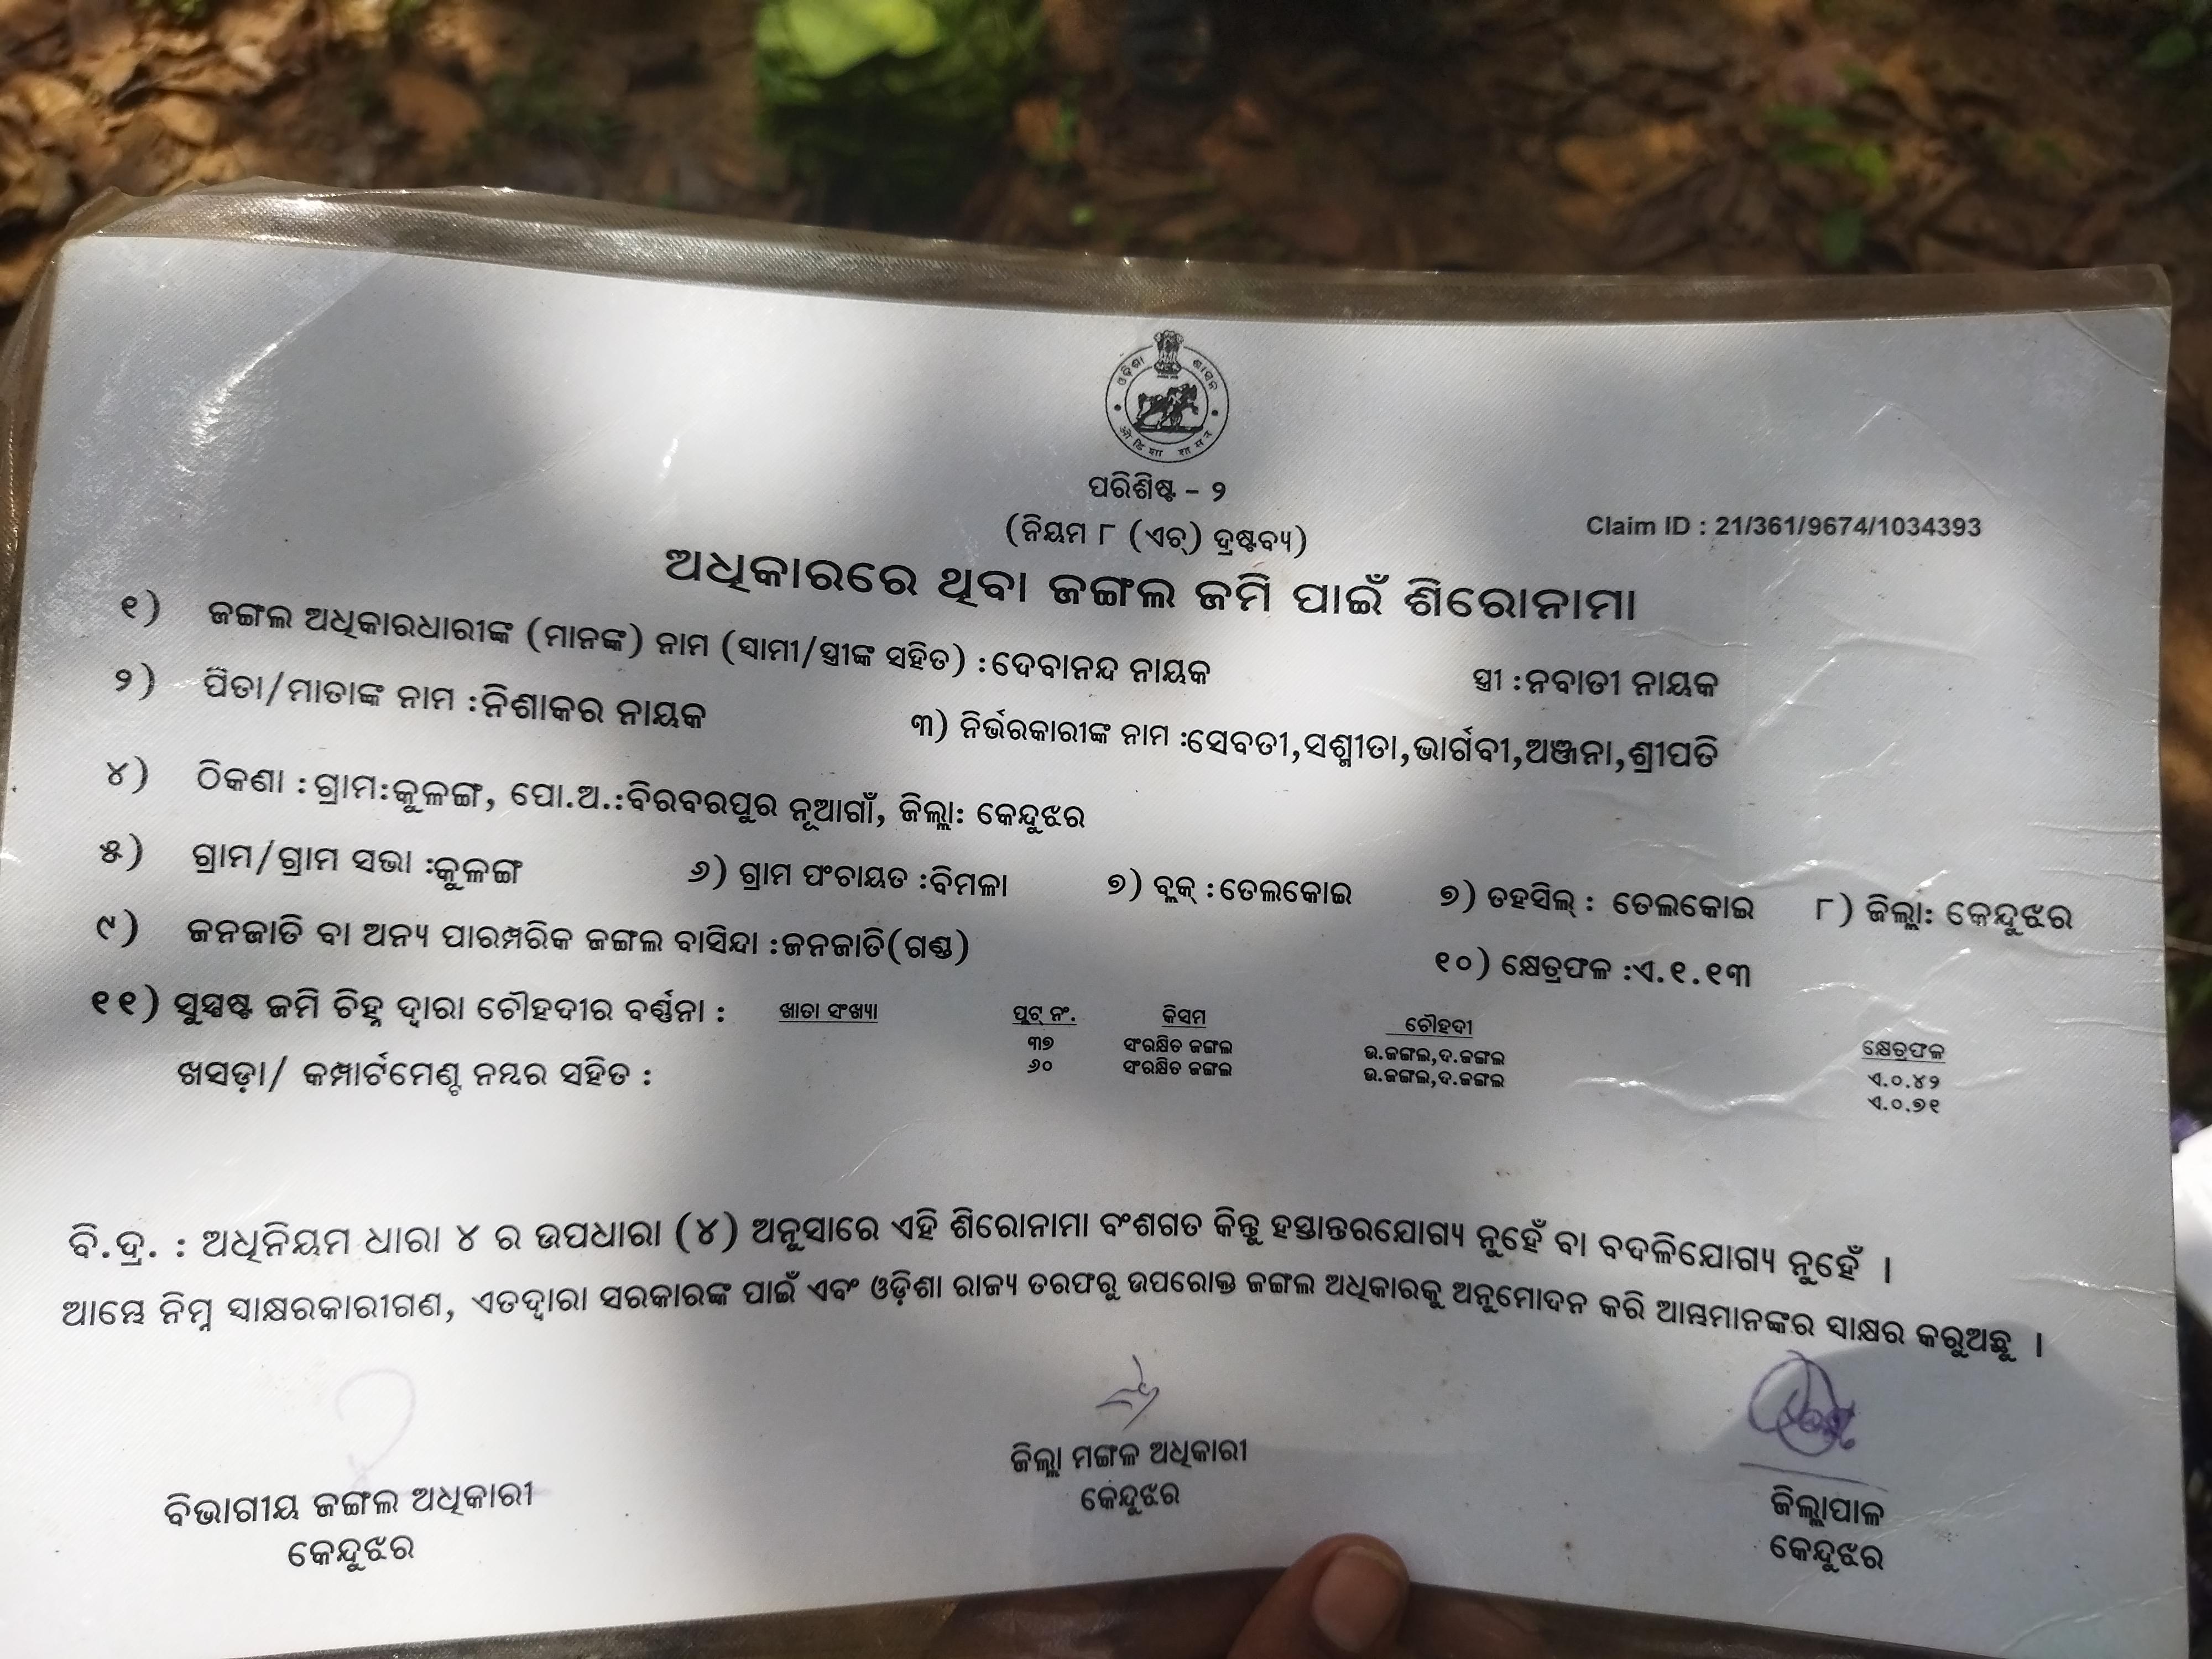 ଓଡ଼ିଶା ଶାସନ
ओडिशा शासन
ପରିଶିଷ୍ଟ - ୨
(ନିୟମ ୮ (ଏଚ୍) ଦ୍ରଷ୍ଟବ୍ୟ)
Claim ID : 21/361/9674/1034393
ଅଧିକାରରେ ଥିବା ଜଙ୍ଗଲ ଜମି ପାଇଁ ଶିରୋନାମା
୧) ଜଙ୍ଗଲ ଅଧିକାରଧାରୀଙ୍କ (ମାନଙ୍କ) ନାମ (ସ୍ୱାମୀ/ସ୍ତ୍ରୀଙ୍କ ସହିତ) :ଦେବାନନ୍ଦ ନାୟକ ସ୍ତ୍ରୀ :ନବାତୀ ନାୟକ
୨) ପିତା/ମାତାଙ୍କ ନାମ :ନିଶାକର ନାୟକ ୩) ନିର୍ଭରକାରୀଙ୍କ ନାମ :ସେବତୀ,ସଶ୍ମୀତା,ଭାର୍ଗବୀ,ଅଞ୍ଜନା,ଶ୍ରୀପତି
୪) ଠିକଣା :ଗ୍ରାମ:କୁଳଙ୍ଗ, ପୋ.ଅ.:ବିରବରପୁର ନୂଆଗାଁ, ଜିଲ୍ଲା: କେନ୍ଦୁଝର
୫) ଗ୍ରାମ/ଗ୍ରାମ ସଭା :କୁଳଙ୍ଗ ୬) ଗ୍ରାମ ପଂଚାୟତ :ବିମଳା ୭) ବ୍ଲକ୍ :ତେଲକୋଇ ୭) ତହସିଲ୍ : ତେଲକୋଇ ୮) ଜିଲ୍ଲା: କେନ୍ଦୁଝର
୯) ଜନଜାତି ବା ଅନ୍ୟ ପାରମ୍ପରିକ ଜଙ୍ଗଲ ବାସିନ୍ଦା :ଜନଜାତି(ଗଣ୍ଡ) ୧୦) କ୍ଷେତ୍ରଫଳ :ଏ.୧.୧୩
୧୧) ସୁସ୍ପଷ୍ଟ ଜମି ଚିହ୍ନ ଦ୍ୱାରା ଚୌହଦୀର ବର୍ଣ୍ଣନା : ଖାତା ସଂଖ୍ୟା ପ୍ଲଟ୍ ନଂ. କିସମ ଚୌହଦୀ କ୍ଷେତ୍ରଫଳ
୩୭ ସଂରକ୍ଷିତ ଜଙ୍ଗଲ ଉ.ଜଙ୍ଗଲ,ଦ.ଜଙ୍ଗଲ ଏ.୦.୪୨
ଖସଡ଼ା/ କମ୍ପାର୍ଟମେଣ୍ଟ ନମ୍ବର ସହିତ : ୬୦ ସଂରକ୍ଷିତ ଜଙ୍ଗଲ ଉ.ଜଙ୍ଗଲ,ଦ.ଜଙ୍ଗଲ ଏ.୦.୭୧
ବି.ଦ୍ର. : ଅଧିନିୟମ ଧାରା ୪ ର ଉପଧାରା (୪) ଅନୁସାରେ ଏହି ଶିରୋନାମା ବଂଶଗତ କିନ୍ତୁ ହସ୍ତାନ୍ତରଯୋଗ୍ୟ ନୁହେଁ ବା ବଦଳିଯୋଗ୍ୟ ନୁହେଁ ।
ଆମ୍ଭେ ନିମ୍ନ ସ୍ୱାକ୍ଷରକାରୀଗଣ, ଏତଦ୍ୱାରା ସରକାରଙ୍କ ପାଇଁ ଏବଂ ଓଡ଼ିଶା ରାଜ୍ୟ ତରଫରୁ ଉପରୋକ୍ତ ଜଙ୍ଗଲ ଅଧିକାରକୁ ଅନୁମୋଦନ କରି ଆମ୍ଭମାନଙ୍କର ସ୍ୱାକ୍ଷର କରୁଅଛୁ ।
ବିଭାଗୀୟ ଜଙ୍ଗଲ ଅଧିକାରୀ
କେନ୍ଦୁଝର
ଜିଲ୍ଲା ମଙ୍ଗଳ ଅଧିକାରୀ
କେନ୍ଦୁଝର
ଜିଲ୍ଲାପାଳ
କେନ୍ଦୁଝର